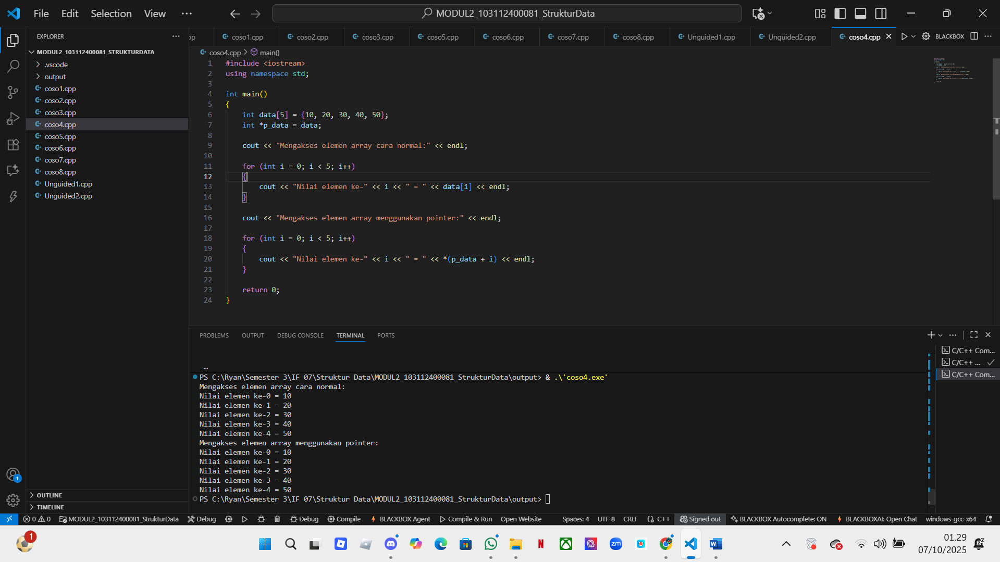 File Edit Selection View ··· MODUL2_103112400081_StrukturData
EXPLORER ···
pp coso1.cpp coso2.cpp coso3.cpp coso5.cpp coso6.cpp coso7.cpp coso8.cpp Unguided1.cpp Unguided2.cpp coso4.cpp BLACKBOX ···
MODUL2_103112400081_STRUKTURDATA
.vscode
output
coso1.cpp
coso2.cpp
coso3.cpp
coso4.cpp
coso5.cpp
coso6.cpp
coso7.cpp
coso8.cpp
Unguided1.cpp
Unguided2.cpp
OUTLINE
TIMELINE
coso4.cpp > main()
1 #include <iostream>
2 using namespace std;
3
4 int main()
5 {
6 int data[5] = {10, 20, 30, 40, 50};
7 int *p_data = data;
8
9 cout << "Mengakses elemen array cara normal:" << endl;
10
11 for (int i = 0; i < 5; i++)
12 {
13 cout << "Nilai elemen ke-" << i << " = " << data[i] << endl;
14 }
15
16 cout << "Mengakses elemen array menggunakan pointer:" << endl;
17
18 for (int i = 0; i < 5; i++)
19 {
20 cout << "Nilai elemen ke-" << i << " = " << *(p_data + i) << endl;
21 }
22
23 return 0;
24 }
PROBLEMS OUTPUT DEBUG CONSOLE TERMINAL PORTS
C/C++ Com...
C/C++ ...
C/C++ Com...
...
PS C:\Ryan\Semester 3\IF 07\Struktur Data\MODUL2_103112400081_StrukturData\output> & .\'coso4.exe'
Mengakses elemen array cara normal:
Nilai elemen ke-0 = 10
Nilai elemen ke-1 = 20
Nilai elemen ke-2 = 30
Nilai elemen ke-3 = 40
Nilai elemen ke-4 = 50
Mengakses elemen array menggunakan pointer:
Nilai elemen ke-0 = 10
Nilai elemen ke-1 = 20
Nilai elemen ke-2 = 30
Nilai elemen ke-3 = 40
Nilai elemen ke-4 = 50
PS C:\Ryan\Semester 3\IF 07\Struktur Data\MODUL2_103112400081_StrukturData\output>
1
0 0 MODUL2_103112400081_StrukturData Debug Debug Compile BLACKBOX Agent Compile & Run Open Website Spaces: 4 UTF-8 CRLF {} C++ Signed out BLACKBOX Autocomplete: ON BLACKBOXAI: Open Chat windows-gcc-x64
1 N zm W 01.29
07/10/2025